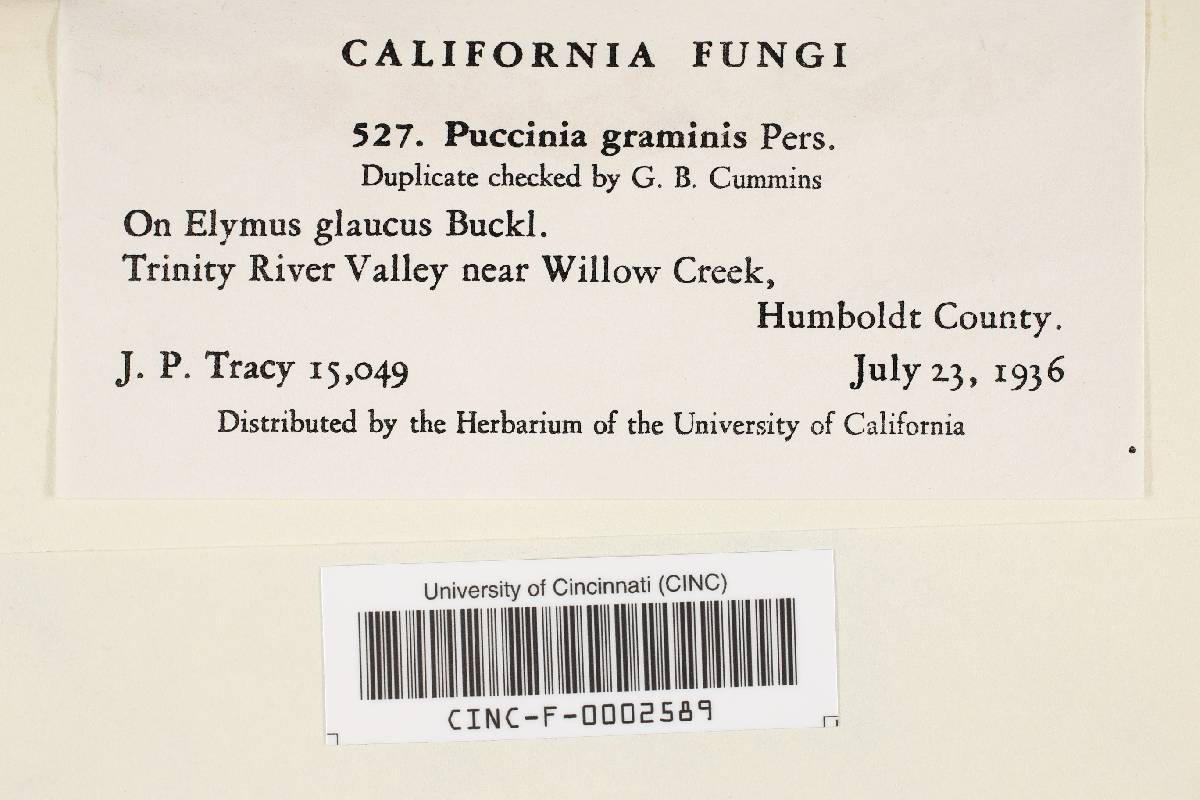 CALIFORNIA FUNGI
527. Puccinia graminis Pers.
Duplicate checked by G. B. Cummins
On Elymus glaucus Buckl.
Trinity River Valley near Willow Creek,
Humboldt County.
J. P. Tracy 15,049 July 23, 1936
Distributed by the Herbarium of the University of California
University of Cincinnati (CINC)
CINC-F-0002589